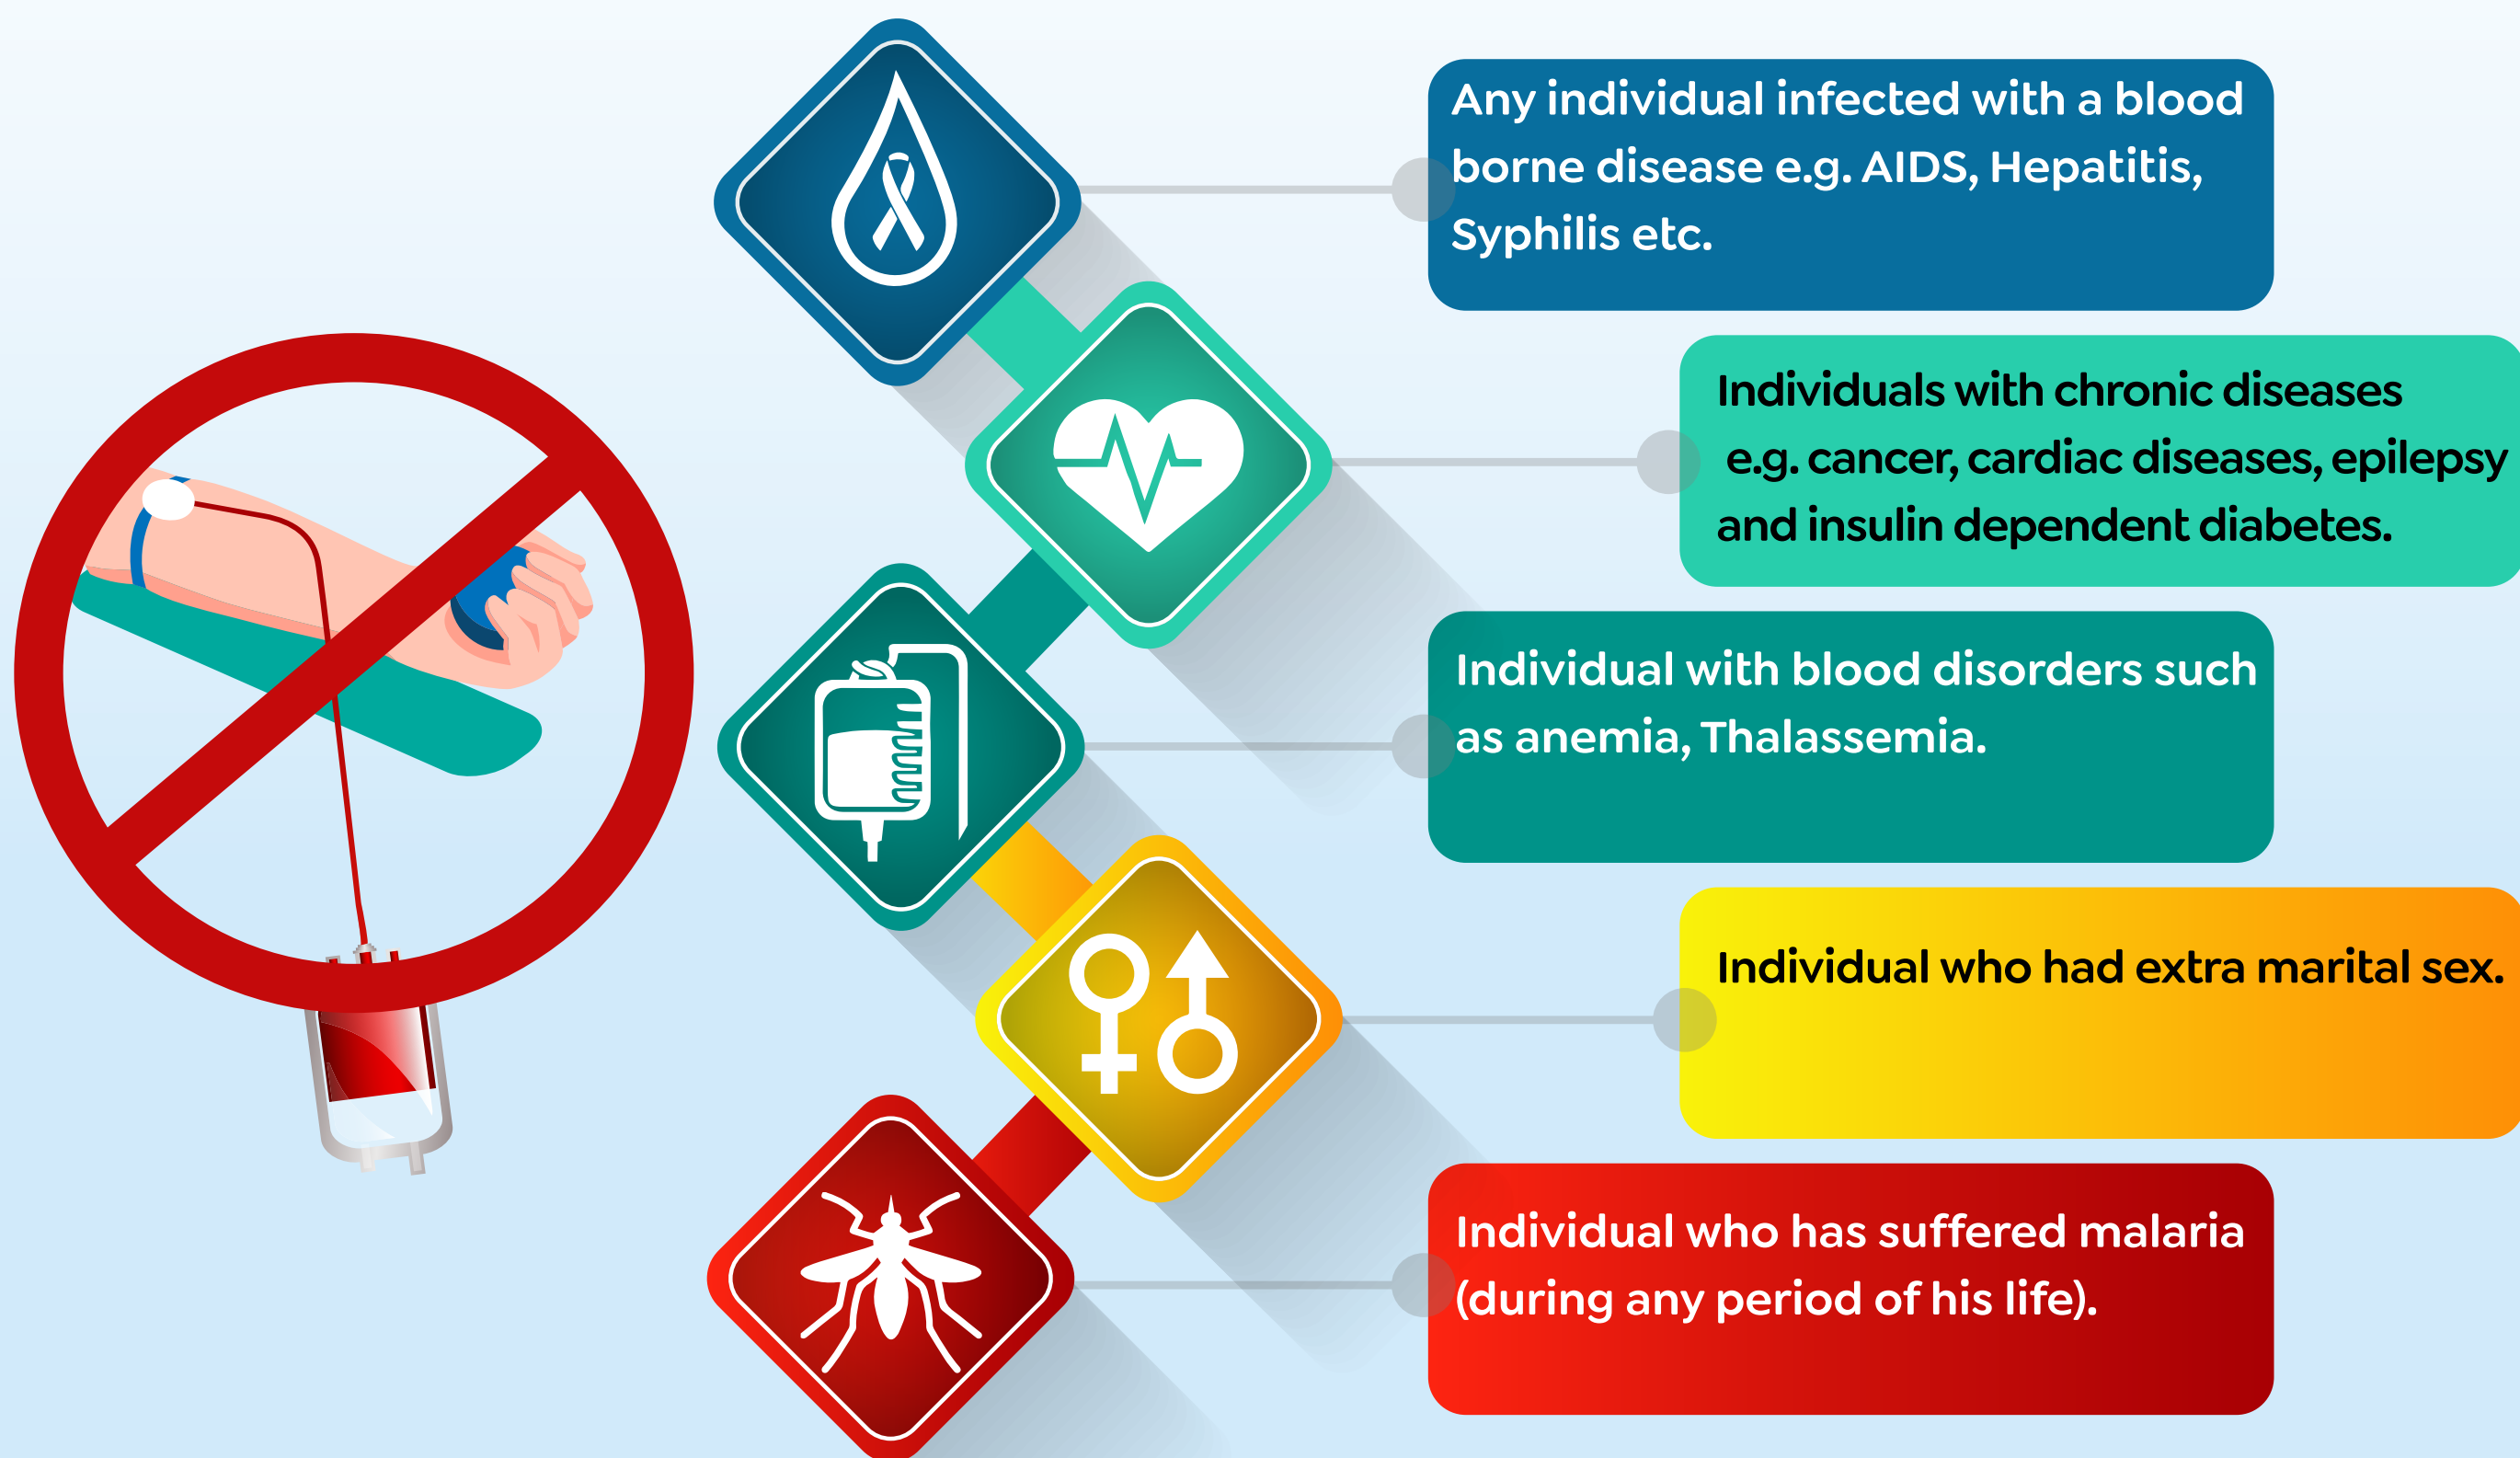 Any individual infected with a blood
borne disease e.g. AIDS, Hepatitis,
Syphilis etc.
Individuals with chronic diseases
e.g. cancer, cardiac diseases, epilepsy
and insulin dependent diabetes.
Individual with blood disorders such
as anemia, Thalassemia.
Individual who had extra marital sex.
Individual who has suffered malaria
(during any period of his life).